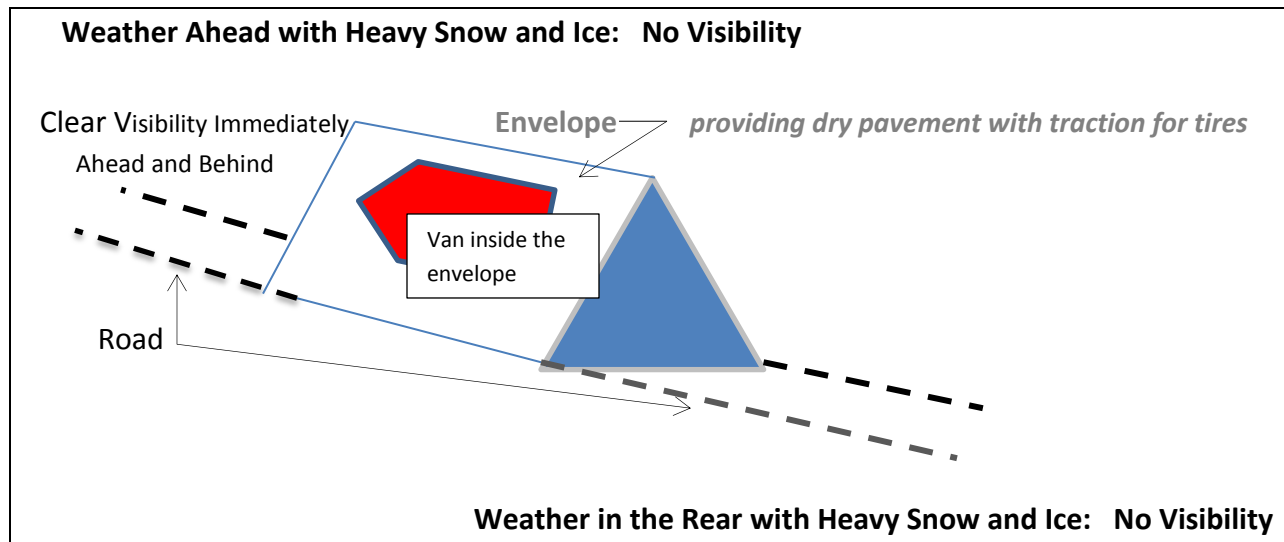 Weather Ahead with Heavy Snow and Ice:   No Visibility
Clear Visibility Immediately
Ahead and Behind
Envelope
providing dry pavement with traction for tires
Van inside the
envelope
Road
Weather in the Rear with Heavy Snow and Ice:   No Visibility